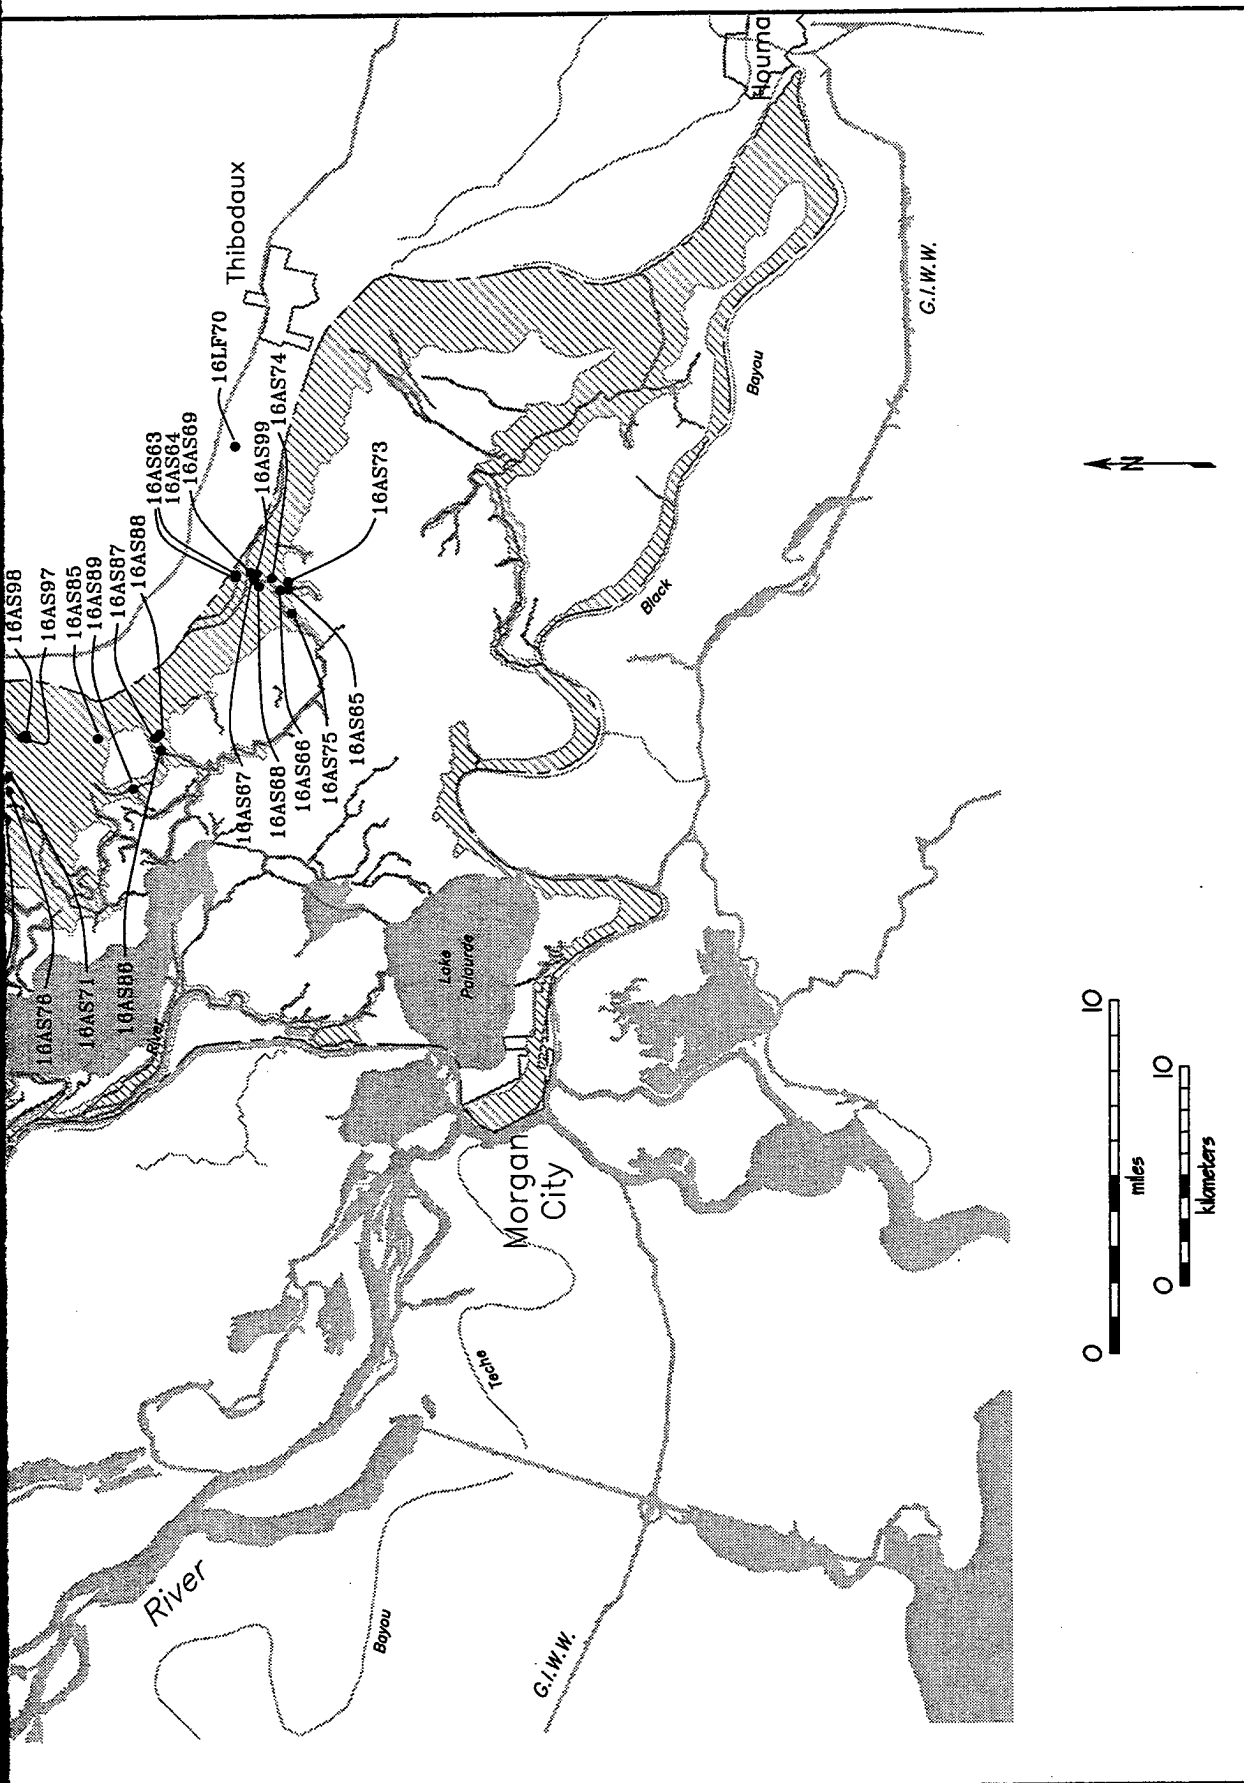 16AS98
16AS97
16AS85
16AS89
16AS87
16AS88
16AS63
16AS64
16AS69
16LF70
Thibodaux
16AS99
16AS74
16AS73
Houma
16AS67
16AS68
16AS66
16AS75
16AS65
16AS76
16AS71
16AS86
River
Lake
Palourde
Black
Bayou
G.I.W.W.
Morgan
City
Teche
Bayou
River
G.I.W.W.
N
0 10
miles
0 10
kilometers